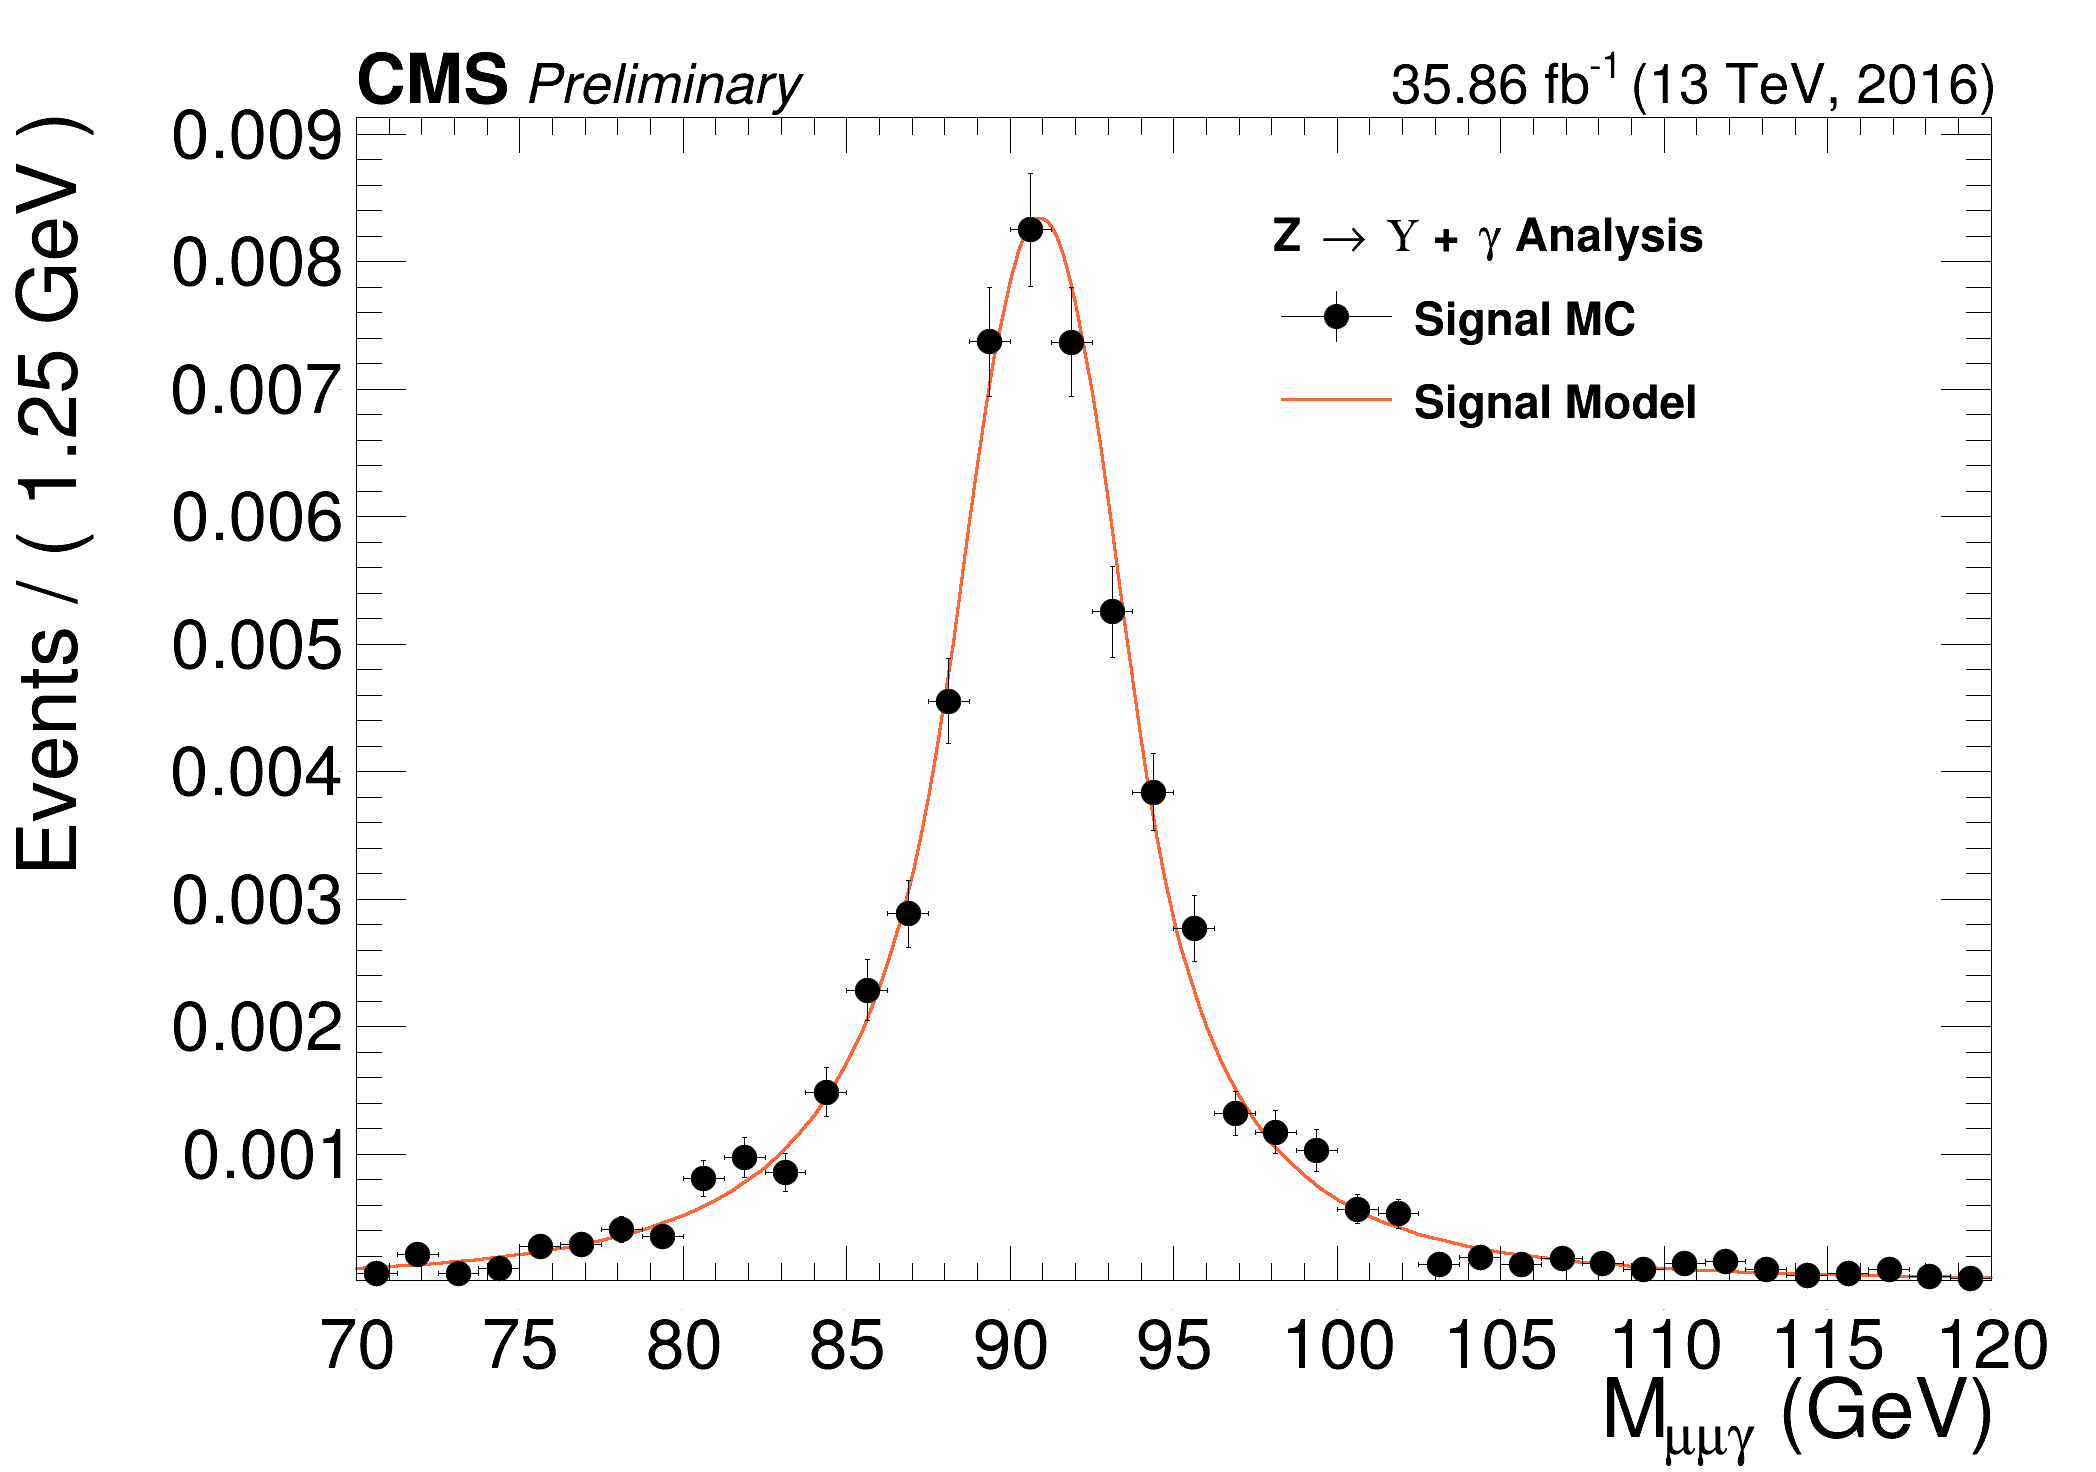 CMS Preliminary
35.86 fb⁻¹ (13 TeV, 2016)
Events / ( 1.25 GeV )
0.009
0.008
0.007
0.006
0.005
0.004
0.003
0.002
0.001
Z → Υ + γ Analysis
Signal MC
Signal Model
70 75 80 85 90 95 100 105 110 115 120
M_μμγ (GeV)